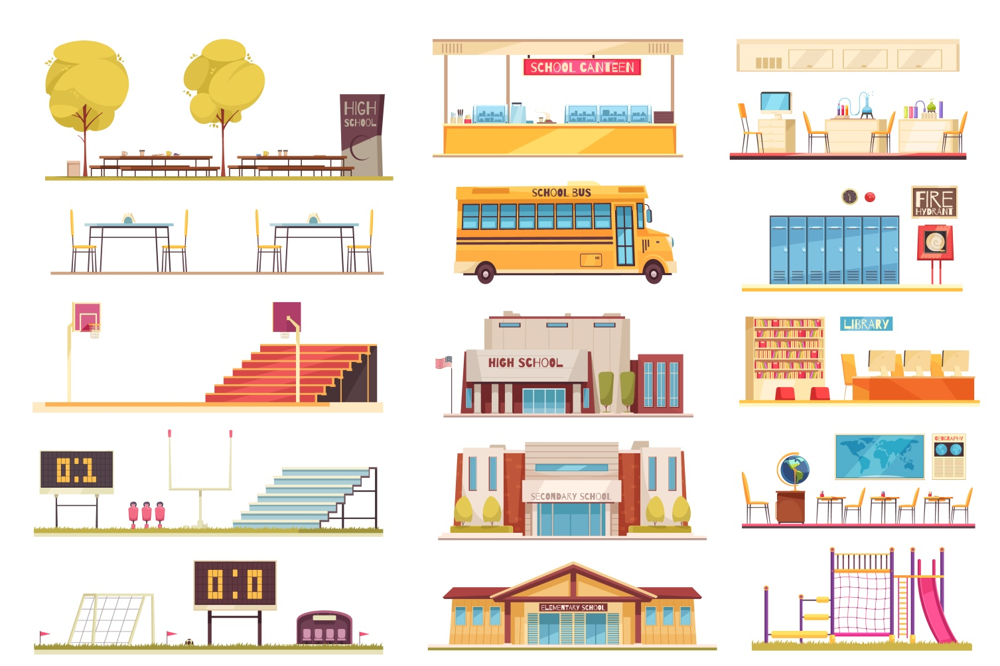 HIGH
SCHOOL
SCHOOL CANTEEN
SCHOOL BUS
FIRE
HYDRANT
HIGH SCHOOL
LIBRARY
0:1
SECONDARY SCHOOL
GEOGRAPHY
0:0
ELEMENTARY SCHOOL